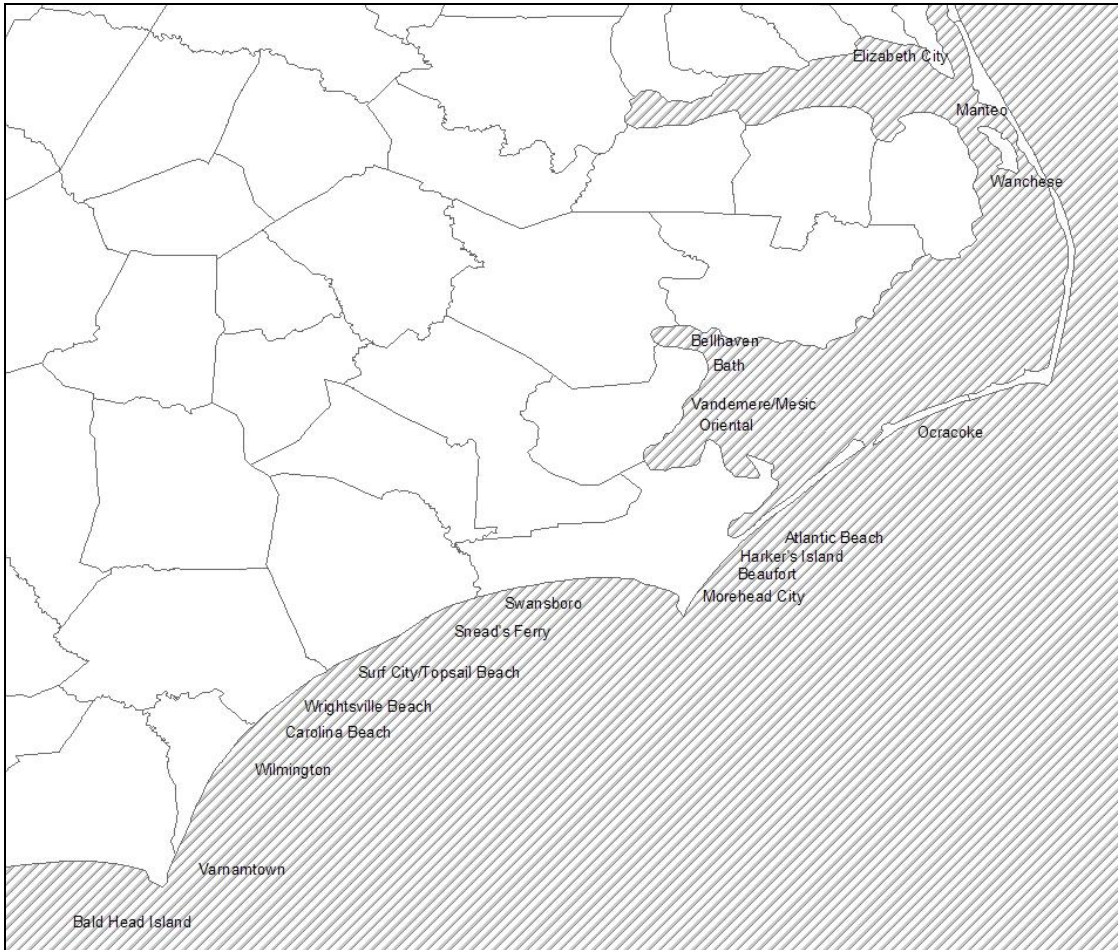 Elizabeth City
Manteo
Wanchese
Bellhaven
Bath
Vandemere/Mesic
Oriental
Ocracoke
Atlantic Beach
Harker's Island
Beaufort
Morehead City
Swansboro
Snead's Ferry
Surf City/Topsail Beach
Wrightsville Beach
Carolina Beach
Wilmington
Varnamtown
Bald Head Island